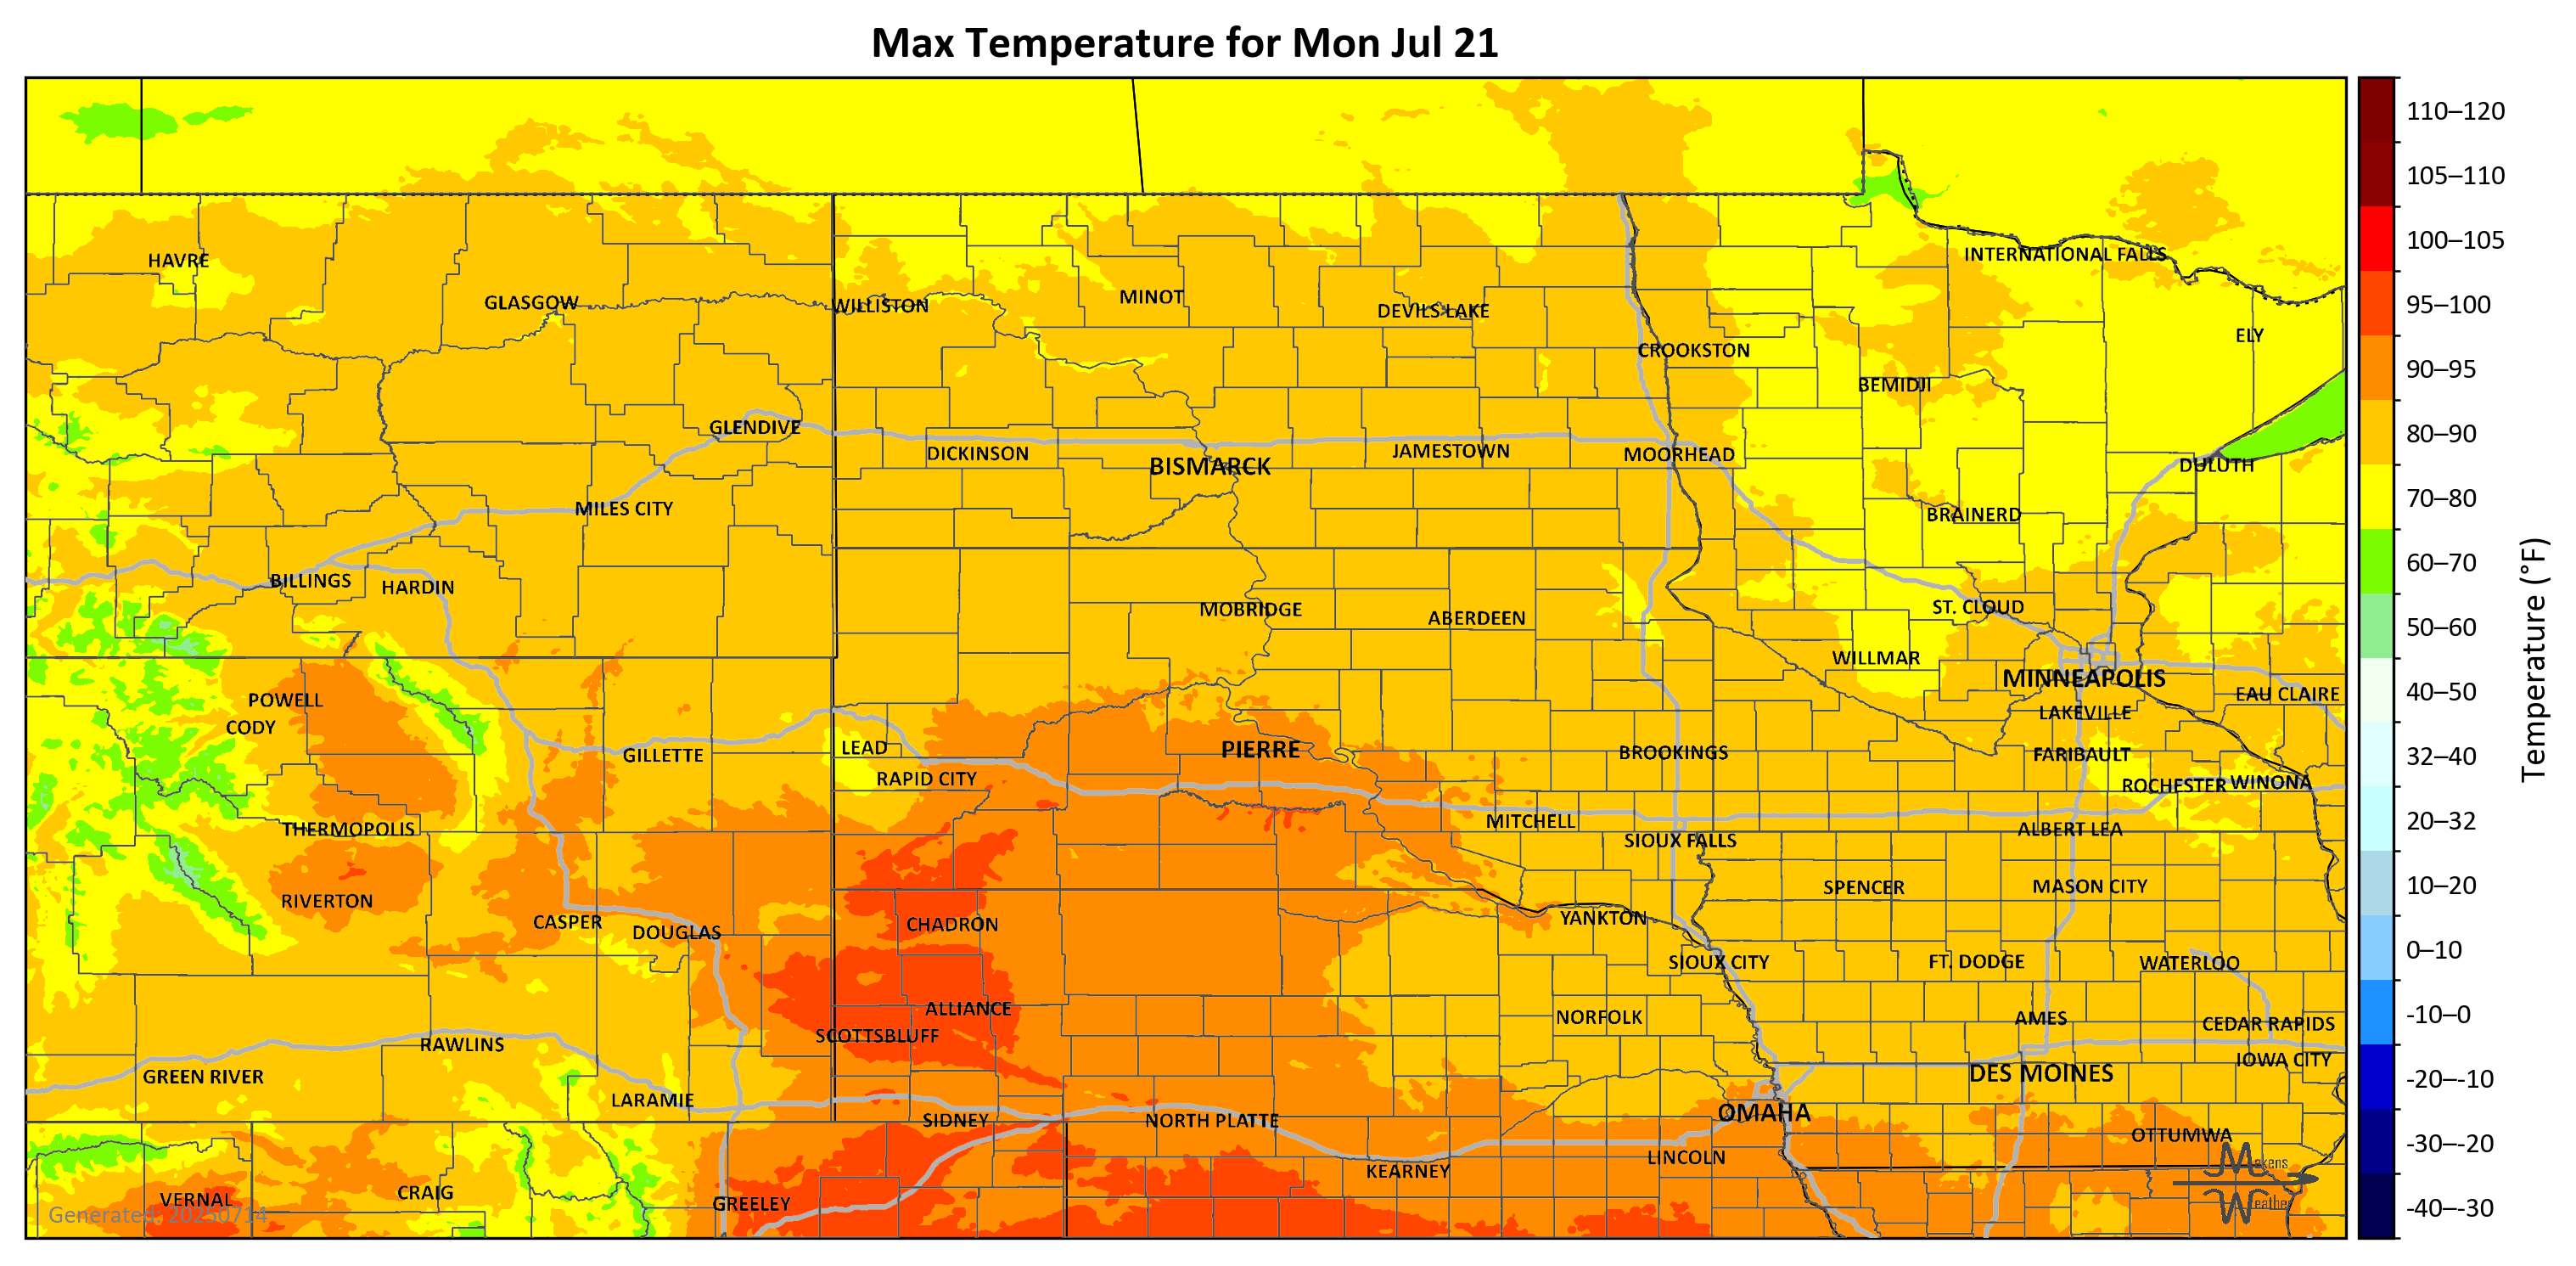 Max Temperature for Mon Jul 21
110–120
105–110
100–105
95–100
90–95
80–90
70–80
60–70
50–60
40–50
32–40
20–32
10–20
0–10
-10–0
-20–-10
-30–-20
-40–-30
Temperature (°F)
HAVRE
INTERNATIONAL FALLS
GLASGOW
WILLISTON
MINOT
DEVILS LAKE
ELY
CROOKSTON
BEMIDJI
GLENDIVE
DICKINSON
BISMARCK
JAMESTOWN
MOORHEAD
DULUTH
MILES CITY
BRAINERD
BILLINGS
HARDIN
MOBRIDGE
ABERDEEN
ST. CLOUD
WILLMAR
MINNEAPOLIS
POWELL
EAU CLAIRE
CODY
LAKEVILLE
GILLETTE
LEAD
PIERRE
BROOKINGS
FARIBAULT
RAPID CITY
ROCHESTER
WINONA
THERMOPOLIS
MITCHELL
SIOUX FALLS
ALBERT LEA
RIVERTON
SPENCER
MASON CITY
CASPER
DOUGLAS
CHADRON
YANKTON
SIOUX CITY
FT. DODGE
WATERLOO
ALLIANCE
NORFOLK
AMES
CEDAR RAPIDS
SCOTTSBLUFF
RAWLINS
IOWA CITY
GREEN RIVER
DES MOINES
LARAMIE
SIDNEY
NORTH PLATTE
OMAHA
OTTUMWA
LINCOLN
KEARNEY
VERNAL
CRAIG
GREELEY
Makens
Weather
Generated: 20250714